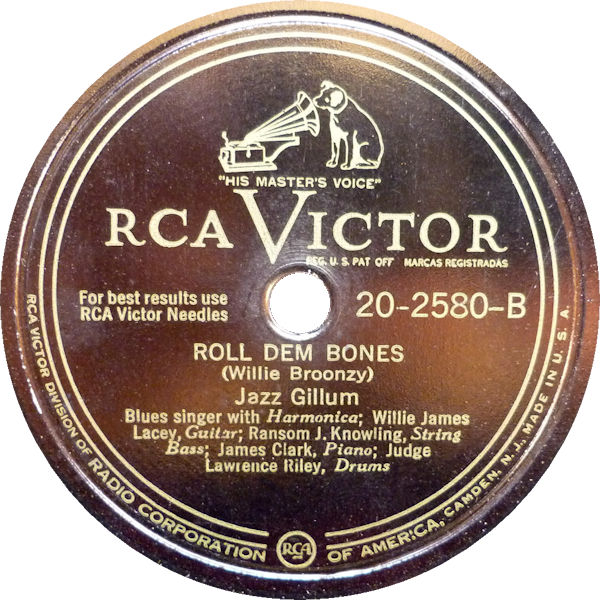 "HIS MASTER'S VOICE"
RCA VICTOR
REG. U. S. PAT OFF MARCAS REGISTRADAS
For best results use
RCA Victor Needles
20-2580-B
ROLL DEM BONES
(Willie Broonzy)
Jazz Gillum
Blues singer with Harmonica; Willie James
Lacey, Guitar; Ransom J. Knowling, String
Bass; James Clark, Piano; Judge
Lawrence Riley, Drums
RCA VICTOR DIVISION OF RADIO CORPORATION OF AMERICA, CAMDEN, N. J., MADE IN U. S. A.
RCA